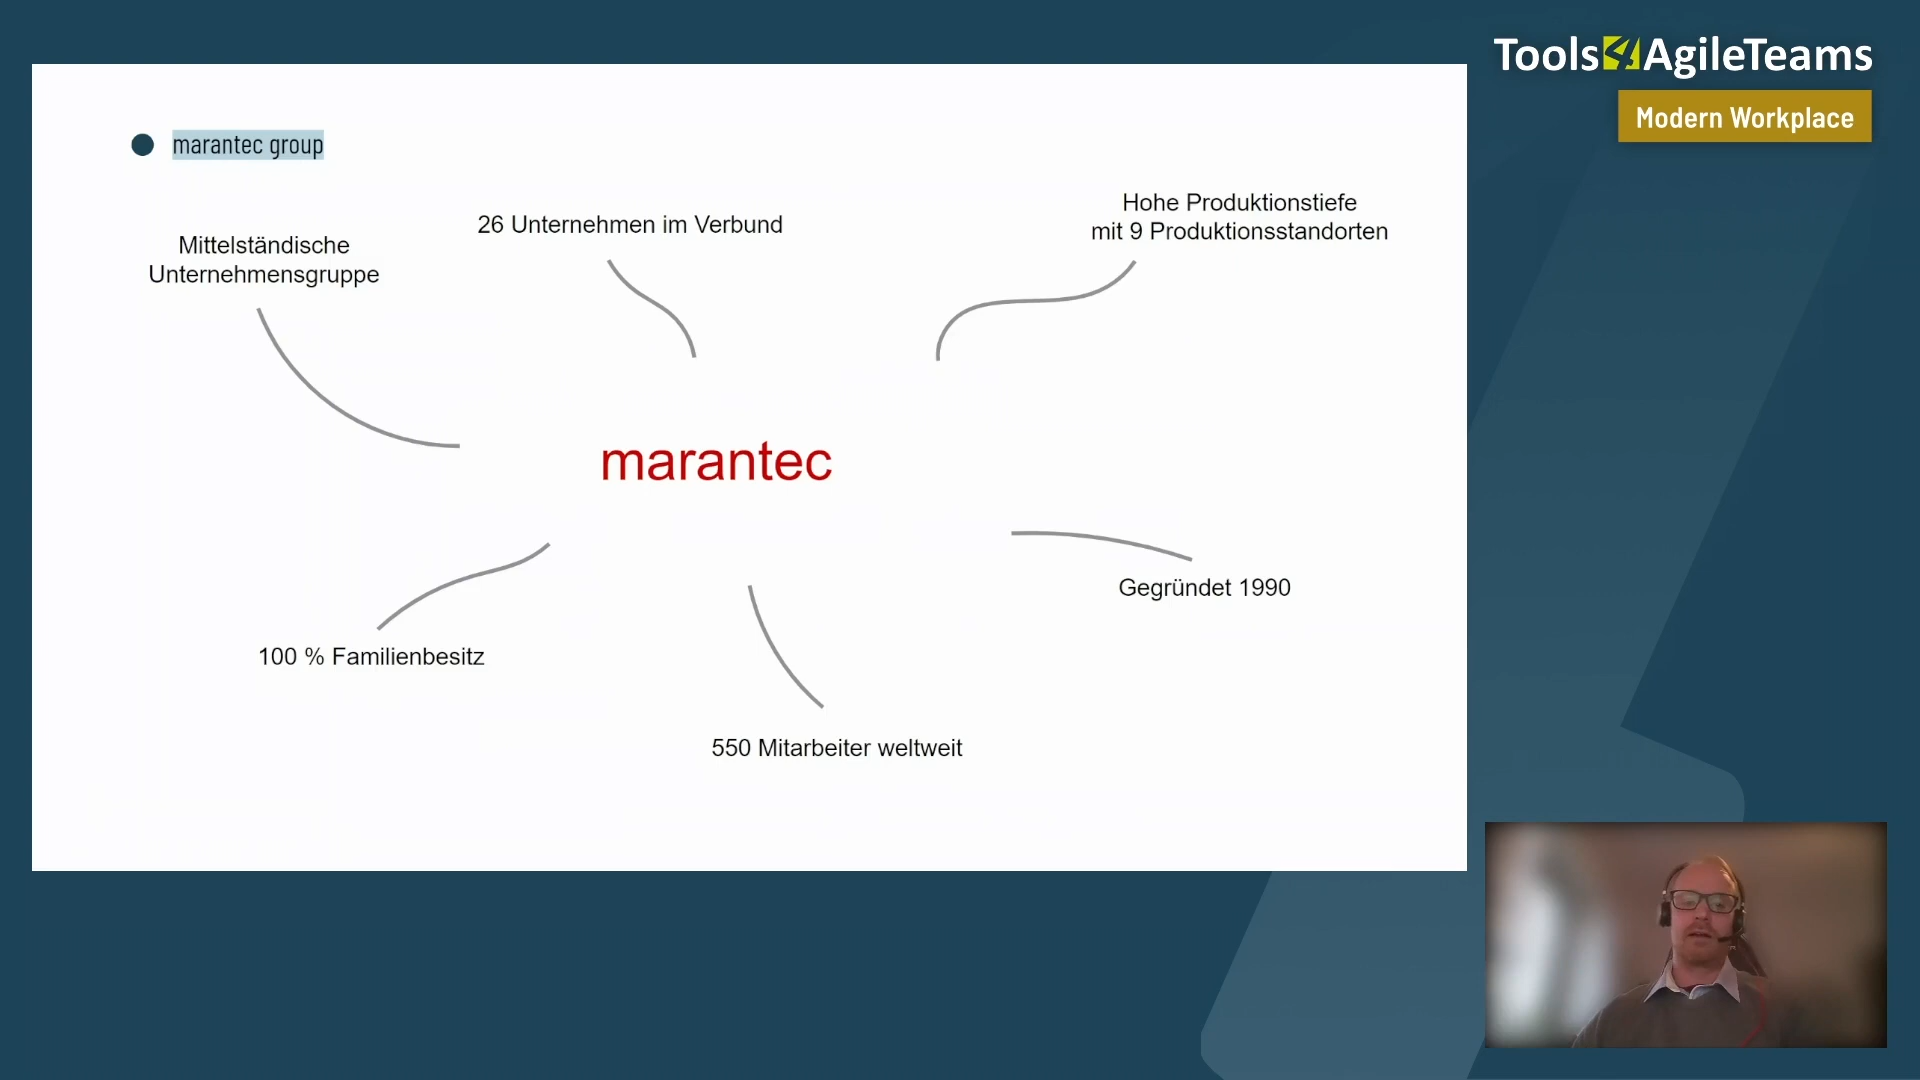 Tools4AgileTeams
Modern Workplace
marantec group
Mittelständische
Unternehmensgruppe
26 Unternehmen im Verbund
Hohe Produktionstiefe
mit 9 Produktionsstandorten
marantec
Gegründet 1990
100 % Familienbesitz
550 Mitarbeiter weltweit